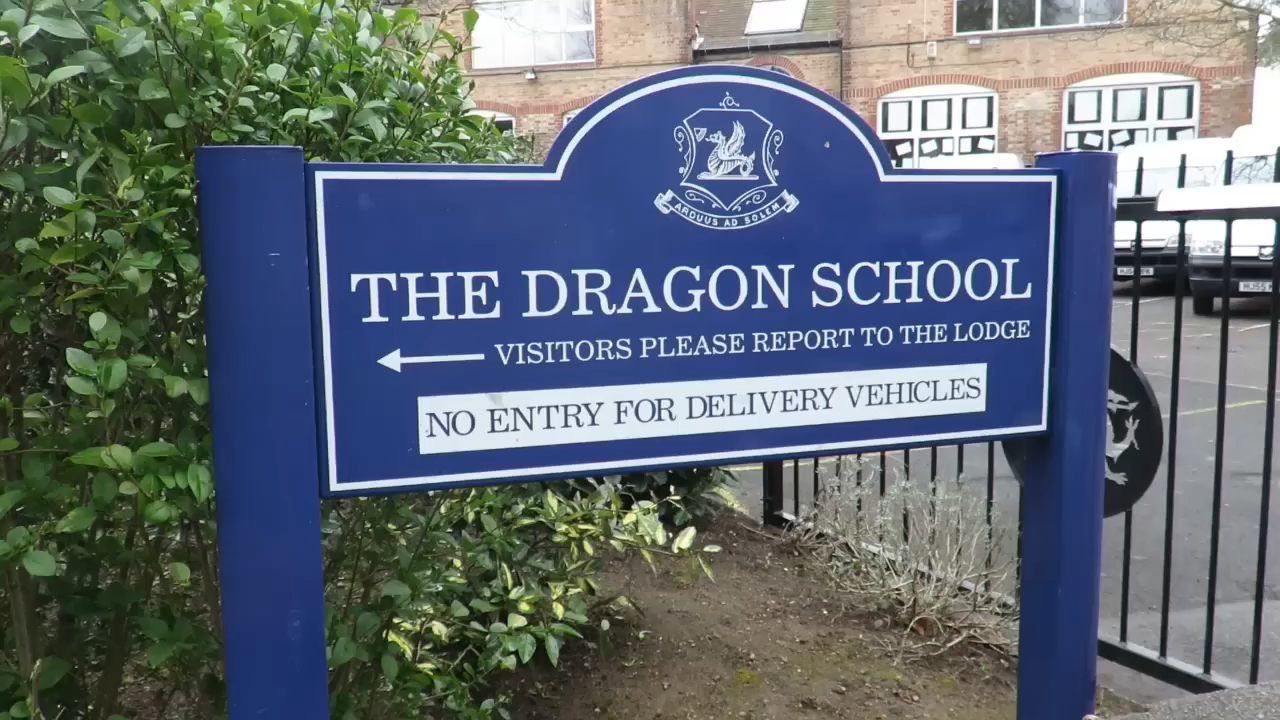 ARDUUS AD SOLEM
THE DRAGON SCHOOL
VISITORS PLEASE REPORT TO THE LODGE
NO ENTRY FOR DELIVERY VEHICLES